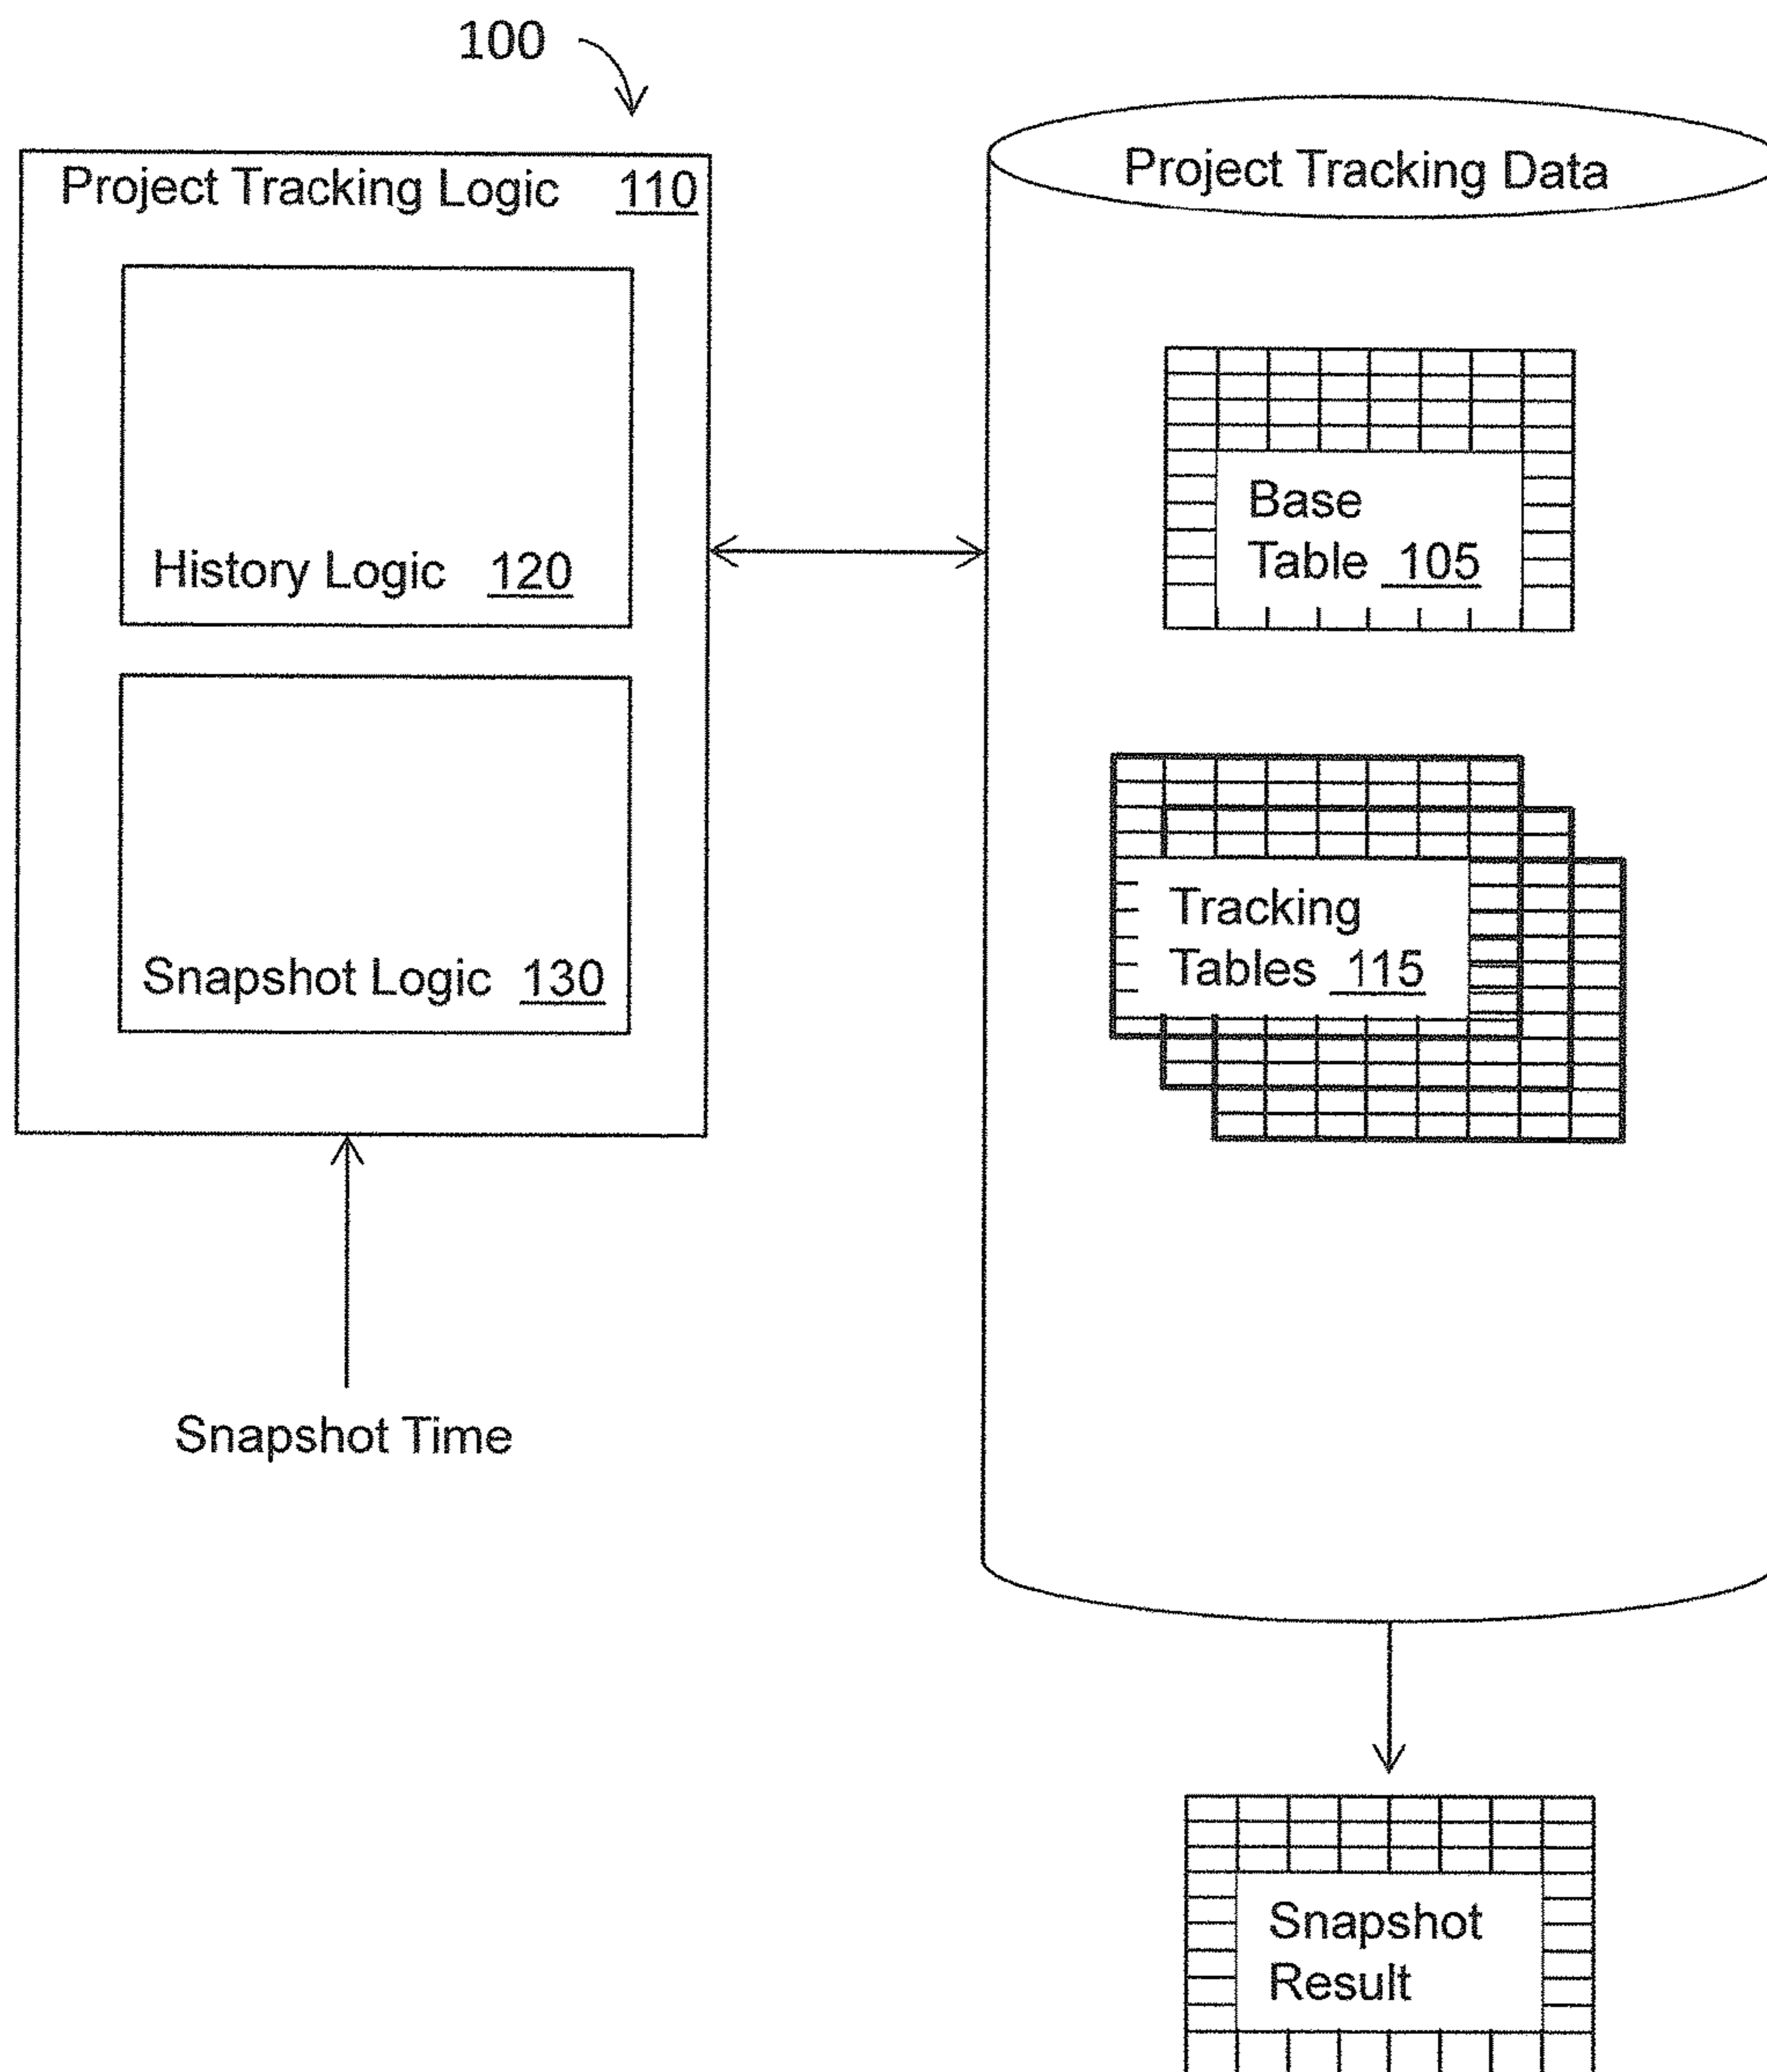 100
Project Tracking Logic 110
History Logic 120
Snapshot Logic 130
Snapshot Time
Project Tracking Data
Base
Table 105
Tracking
Tables 115
Snapshot
Result